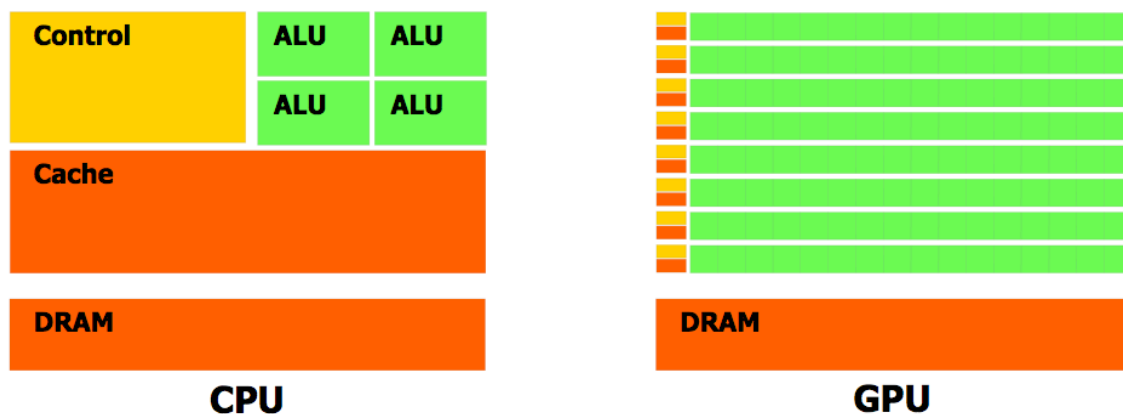 Control
ALU ALU
ALU ALU
Cache
DRAM
CPU
DRAM
GPU